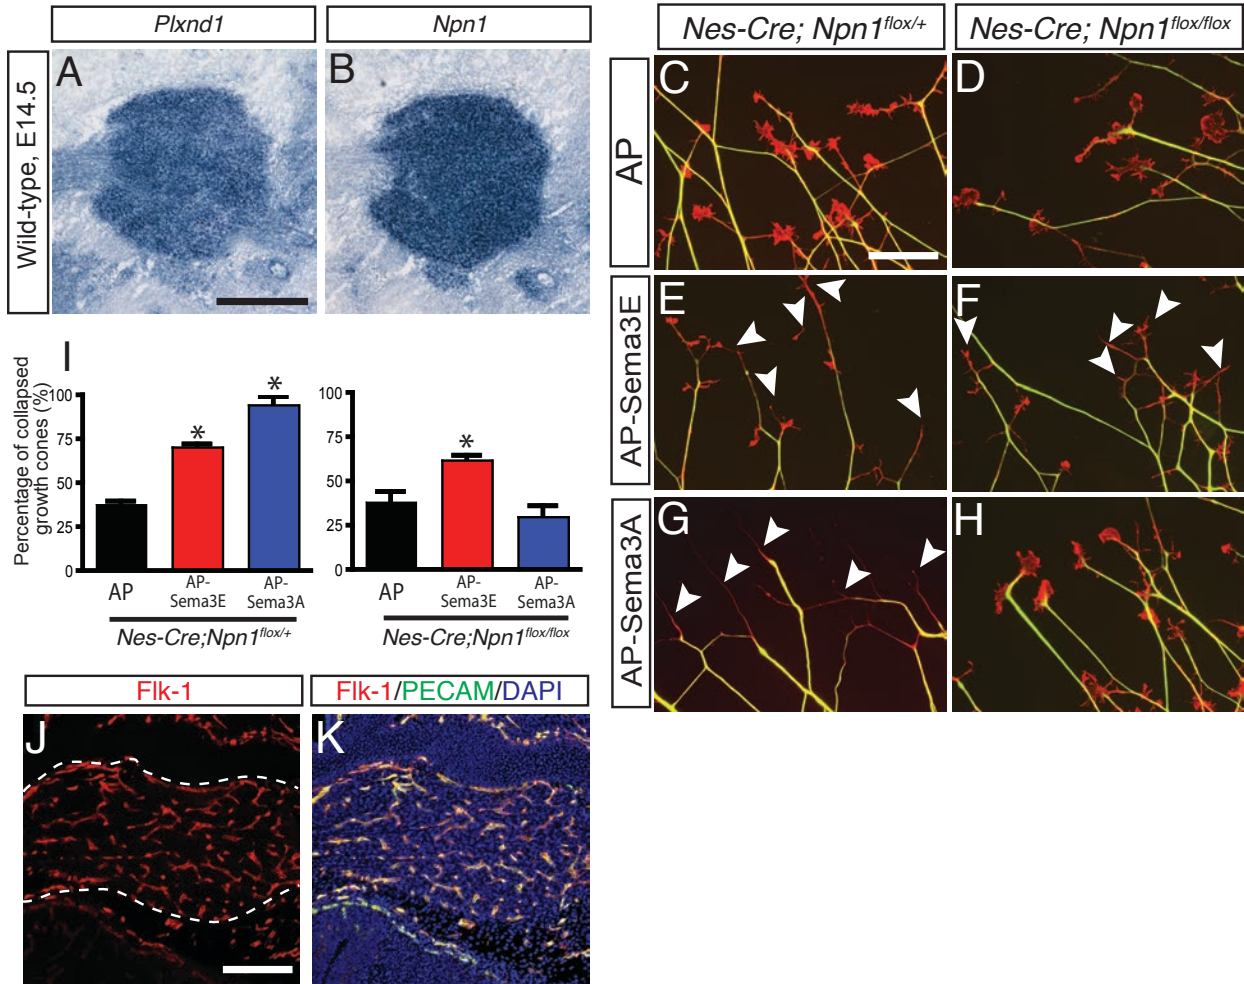 Plxnd1
Npn1
Wild-type, E14.5
A
B
Nes-Cre; Npn1flox/+
Nes-Cre; Npn1flox/flox
AP
C
D
AP-Sema3E
E
F
AP-Sema3A
G
H
I
Percentage of collapsed
growth cones (%)
100
75
50
25
0
*
*
AP
AP-
Sema3E
AP-
Sema3A
Nes-Cre;Npn1flox/+
100
75
50
25
0
*
AP
AP-
Sema3E
AP-
Sema3A
Nes-Cre;Npn1flox/flox
Flk-1
Flk-1/PECAM/DAPI
J
K